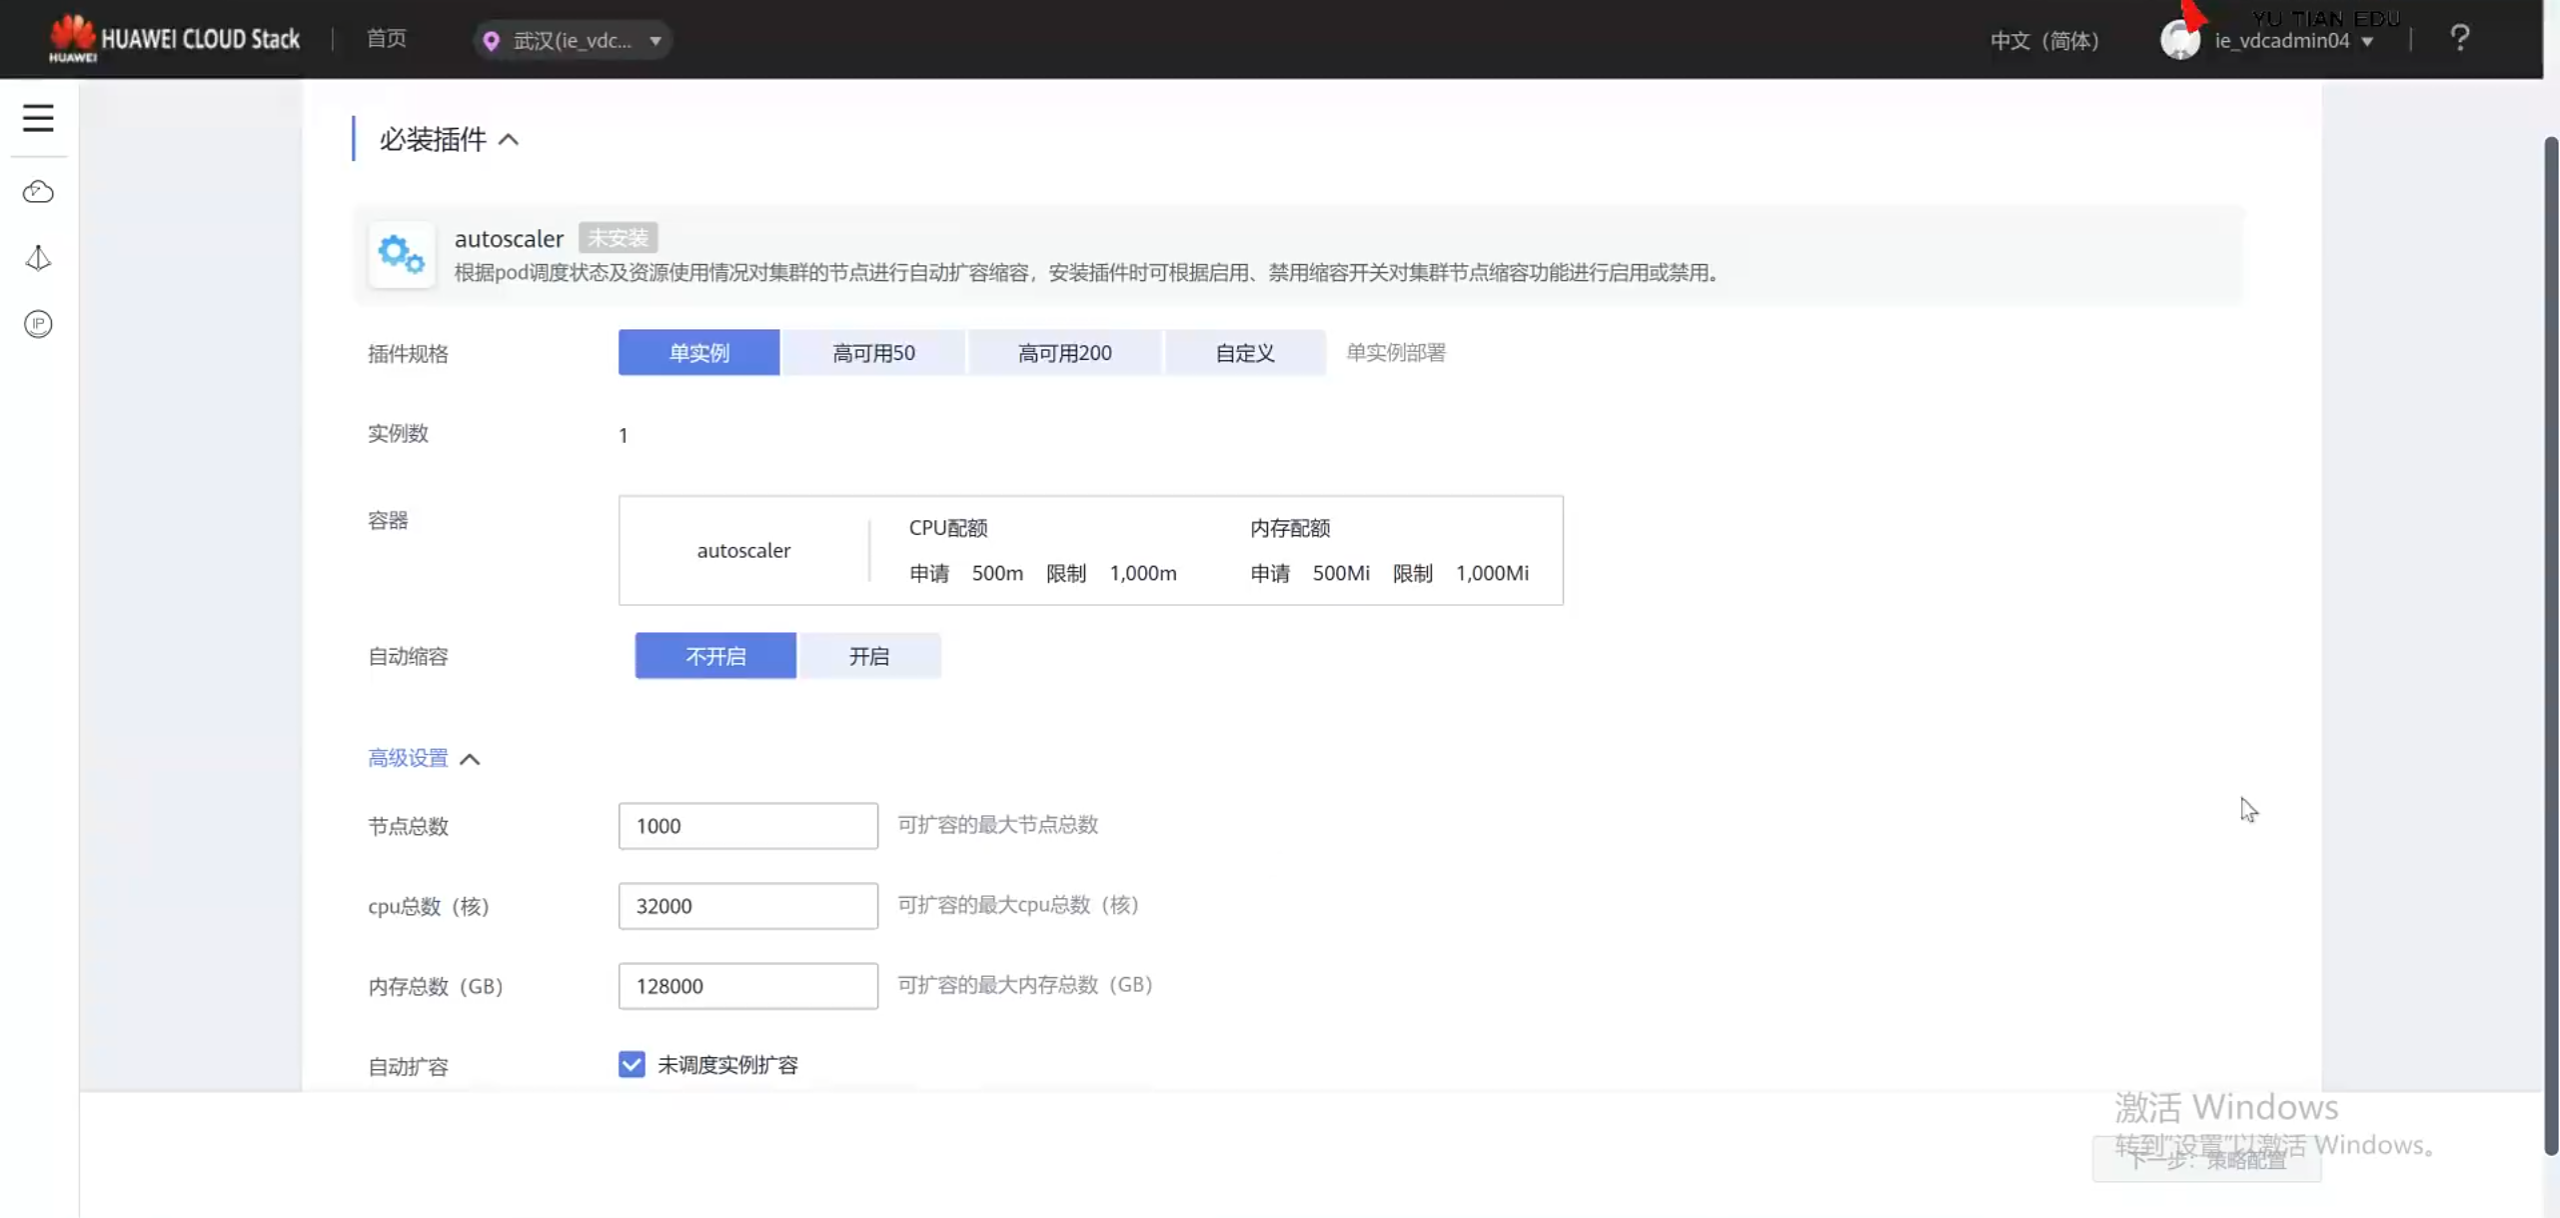 HUAWEI
HUAWEI CLOUD Stack
首页
武汉(ie_vdc...
中文（简体）
YU TIAN EDU
ie_vdcadmin04
必装插件
autoscaler
未安装
根据pod调度状态及资源使用情况对集群的节点进行自动扩容缩容，安装插件时可根据启用、禁用缩容开关对集群节点缩容功能进行启用或禁用。
插件规格
单实例
高可用50
高可用200
自定义
单实例部署
实例数
1
容器
autoscaler
CPU配额
申请 500m 限制 1,000m
内存配额
申请 500Mi 限制 1,000Mi
自动缩容
不开启
开启
高级设置
节点总数
1000
可扩容的最大节点总数
cpu总数（核）
32000
可扩容的最大cpu总数（核）
内存总数（GB）
128000
可扩容的最大内存总数（GB）
自动扩容
未调度实例扩容
激活 Windows
转到"设置"以激活 Windows。
下一步：策略配置